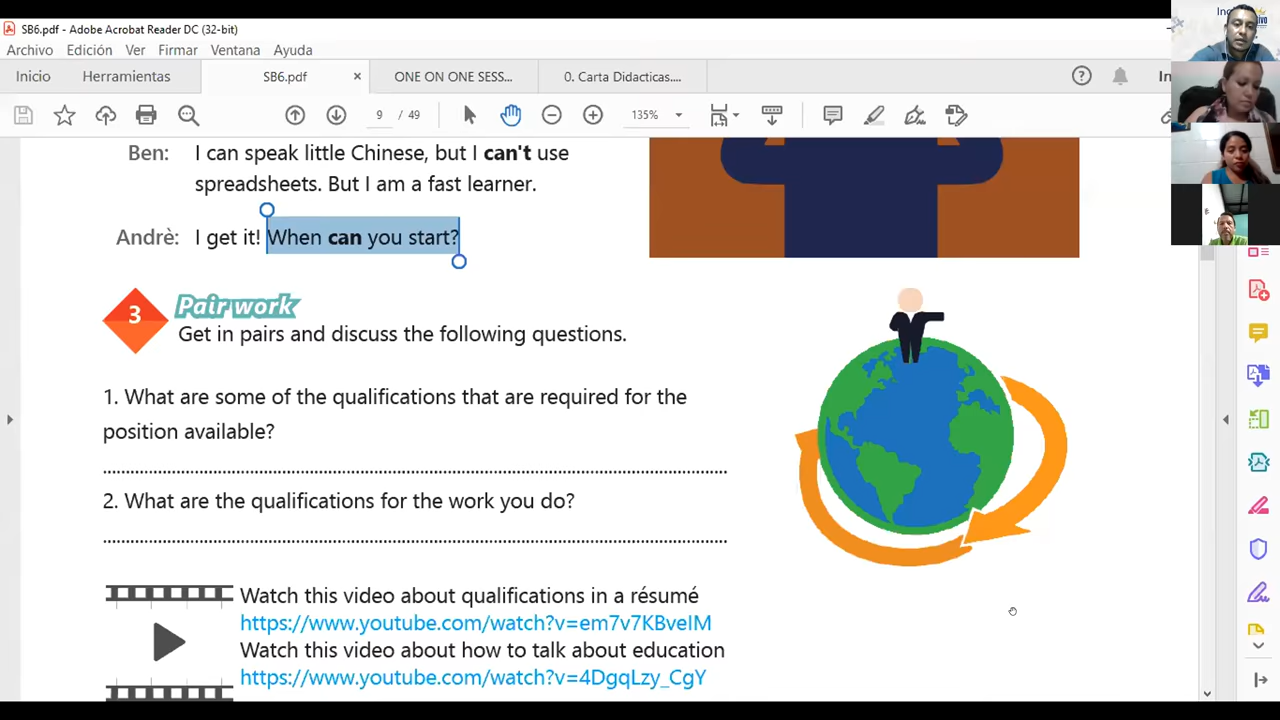 SB6.pdf - Adobe Acrobat Reader DC (32-bit)
Archivo Edición Ver Firmar Ventana Ayuda
Inicio Herramientas SB6.pdf × ONE ON ONE SESS... 0. Carta Didacticas....
9 / 49 135%
Ben: I can speak little Chinese, but I can't use
spreadsheets. But I am a fast learner.
Andrè: I get it! When can you start?
3 Pair work
Get in pairs and discuss the following questions.
1. What are some of the qualifications that are required for the
position available?
2. What are the qualifications for the work you do?
Watch this video about qualifications in a résumé
https://www.youtube.com/watch?v=em7v7KBveIM
Watch this video about how to talk about education
https://www.youtube.com/watch?v=4DgqLzy_CgY